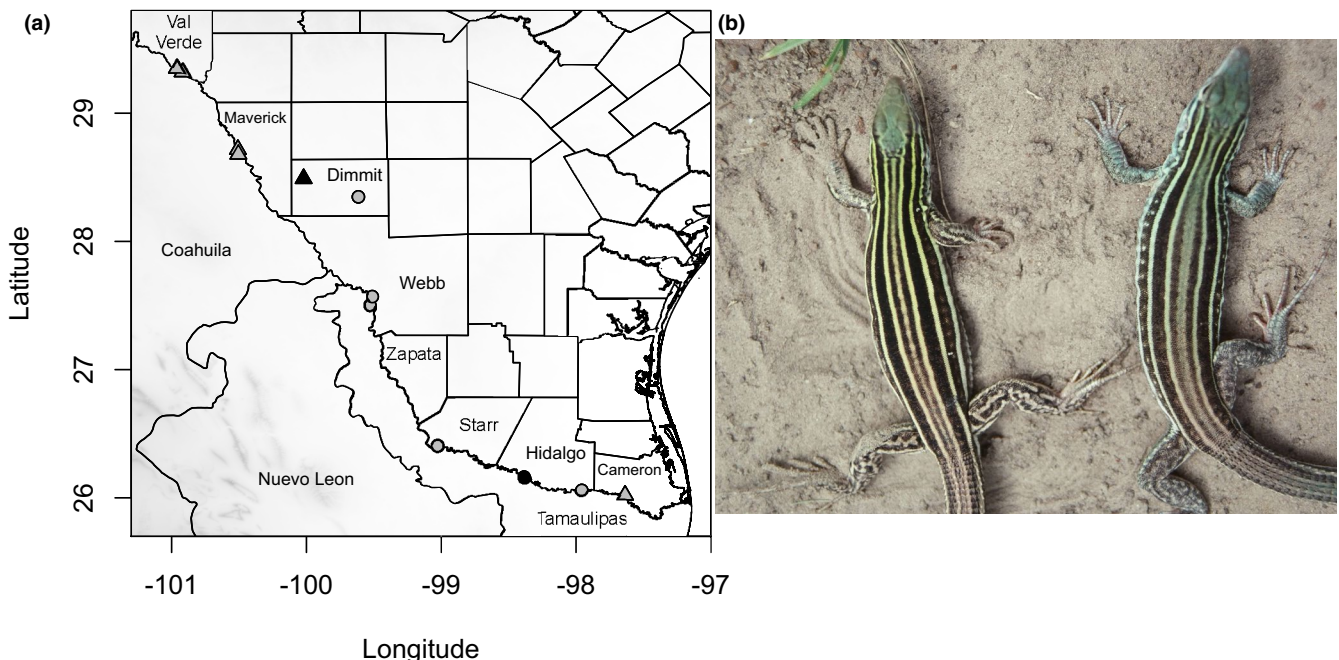 (a)
(b)
Val
Verde
Maverick
Dimmit
Coahuila
Webb
Zapata
Starr
Hidalgo
Cameron
Nuevo Leon
Tamaulipas
Latitude
29
28
27
26
-101
-100
-99
-98
-97
Longitude